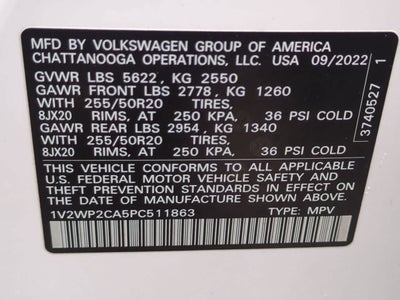 MFD BY VOLKSWAGEN GROUP OF AMERICA
CHATTANOOGA OPERATIONS, LLC. USA 09/2022
GVWR LBS 5622, KG 2550
GAWR FRONT LBS 2778, KG 1260
WITH 255/50R20 TIRES,
8JX20 RIMS, AT 250 KPA, 36 PSI COLD
GAWR REAR LBS 2954, KG 1340
WITH 255/50R20 TIRES,
8JX20 RIMS, AT 250 KPA, 36 PSI COLD
THIS VEHICLE CONFORMS TO ALL APPLICABLE
U.S. FEDERAL MOTOR VEHICLE SAFETY AND
THEFT PREVENTION STANDARDS IN EFFECT ON
THE DATE OF MANUFACTURE SHOWN ABOVE.
1V2WP2CA5PC511863 TYPE: MPV
3740527 1